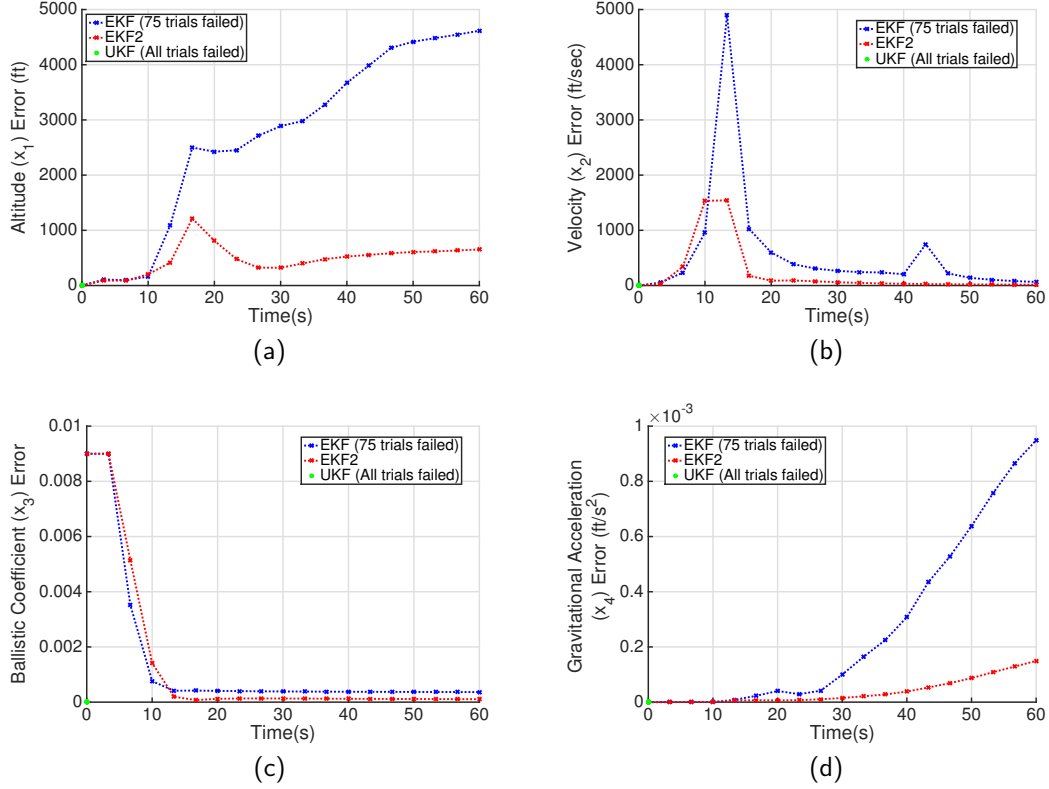 EKF (75 trials failed)
EKF2
UKF (All trials failed)
Altitude (x1) Error (ft)
5000
4000
3000
2000
1000
0
0 10 20 30 40 50 60
Time(s)
(a)
EKF (75 trials failed)
EKF2
UKF (All trials failed)
Velocity (x2) Error (ft/sec)
5000
4000
3000
2000
1000
0
0 10 20 30 40 50 60
Time(s)
(b)
EKF (75 trials failed)
EKF2
UKF (All trials failed)
Ballistic Coefficient (x3) Error
0.01
0.008
0.006
0.004
0.002
0
0 10 20 30 40 50 60
Time(s)
(c)
×10-3
EKF (75 trials failed)
EKF2
UKF (All trials failed)
Gravitational Acceleration
(x4) Error (ft/s2)
1
0.8
0.6
0.4
0.2
0
0 10 20 30 40 50 60
Time(s)
(d)